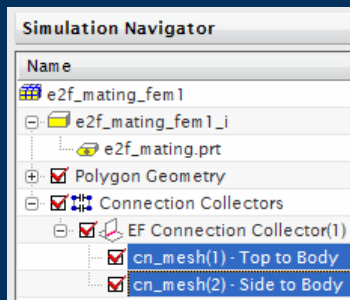 Simulation Navigator
Name
e2f_mating_fem1
e2f_mating_fem1_i
e2f_mating.prt
Polygon Geometry
Connection Collectors
EF Connection Collector(1)
cn_mesh(1) - Top to Body
cn_mesh(2) - Side to Body